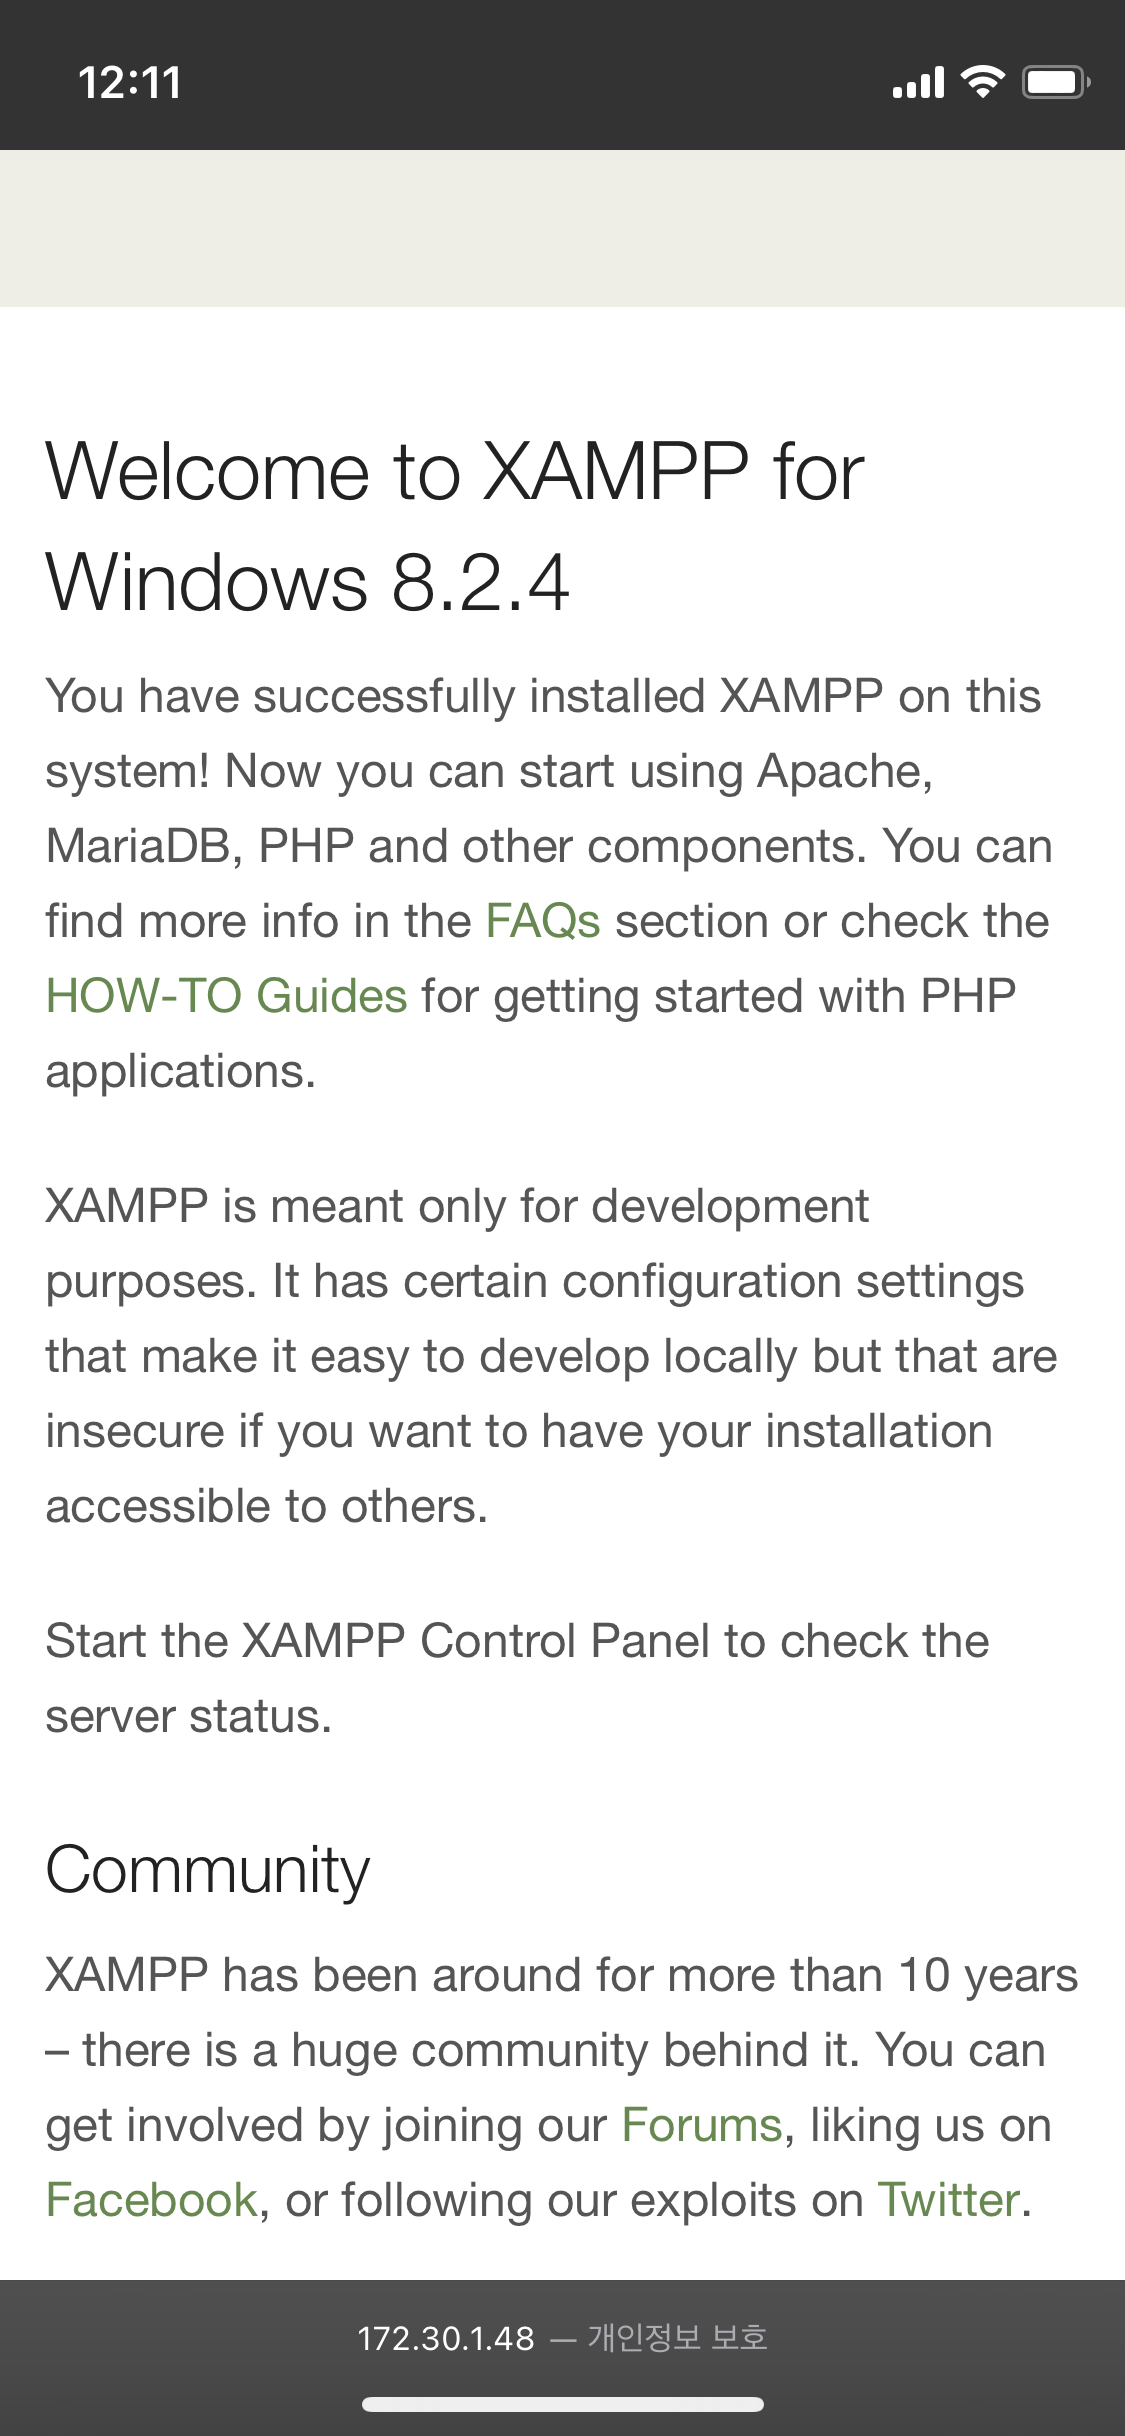 12:11
Welcome to XAMPP for
Windows 8.2.4
You have successfully installed XAMPP on this
system! Now you can start using Apache,
MariaDB, PHP and other components. You can
find more info in the FAQs section or check the
HOW-TO Guides for getting started with PHP
applications.
XAMPP is meant only for development
purposes. It has certain configuration settings
that make it easy to develop locally but that are
insecure if you want to have your installation
accessible to others.
Start the XAMPP Control Panel to check the
server status.
Community
XAMPP has been around for more than 10 years
– there is a huge community behind it. You can
get involved by joining our Forums, liking us on
Facebook, or following our exploits on Twitter.
172.30.1.48 — 개인정보 보호